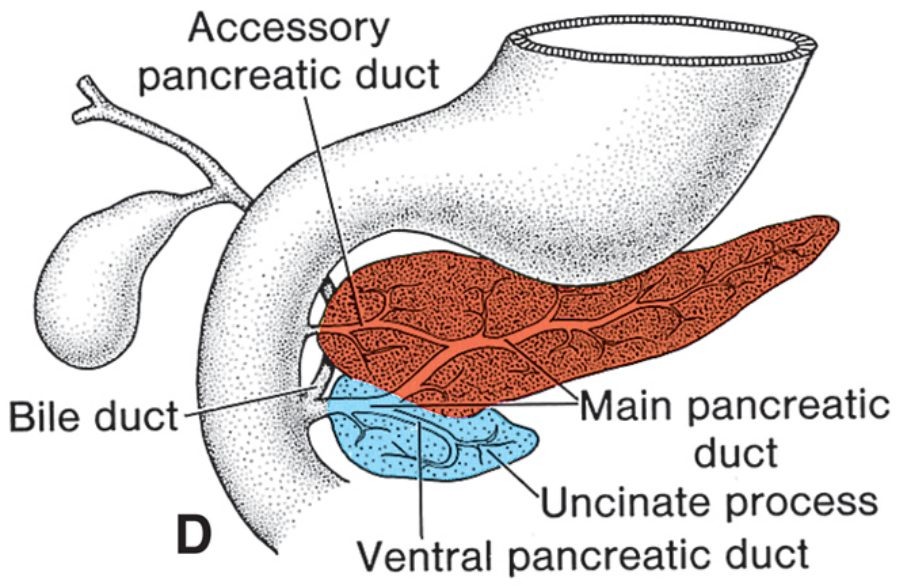 Accessory
pancreatic duct
Bile duct
Main pancreatic
duct
Uncinate process
D
Ventral pancreatic duct